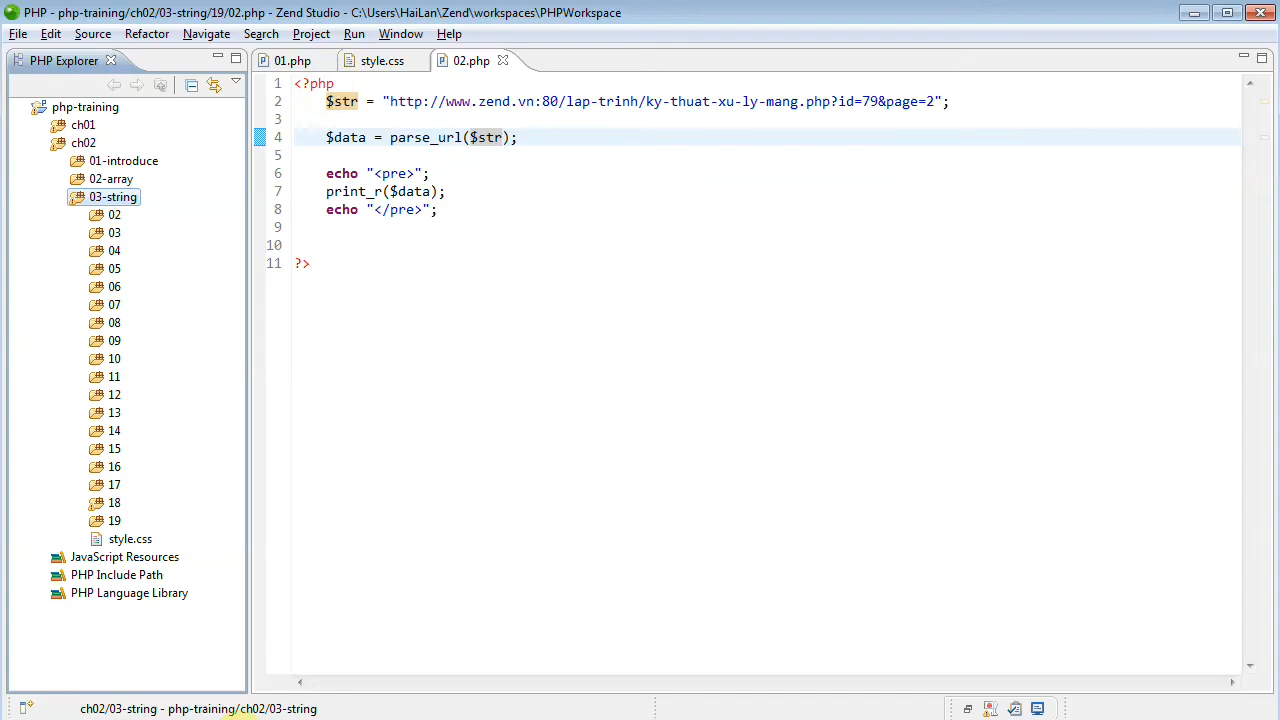 PHP - php-training/ch02/03-string/19/02.php - Zend Studio - C:\Users\HaiLan\Zend\workspaces\PHPWorkspace
File Edit Source Refactor Navigate Search Project Run Window Help
PHP Explorer
php-training
ch01
ch02
01-introduce
02-array
03-string
02
03
04
05
06
07
08
09
10
11
12
13
14
15
16
17
18
19
style.css
JavaScript Resources
PHP Include Path
PHP Language Library
01.php style.css 02.php
1 <?php
2 $str = "http://www.zend.vn:80/lap-trinh/ky-thuat-xu-ly-mang.php?id=79&page=2";
3
4 $data = parse_url($str);
5
6 echo "<pre>";
7 print_r($data);
8 echo "</pre>";
9
10
11 ?>
ch02/03-string - php-training/ch02/03-string